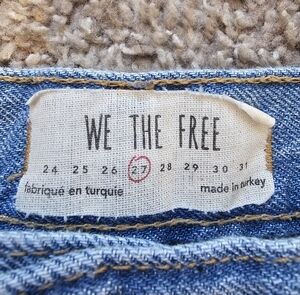 WE THE FREE
24 25 26 27 28 29 30 31
fabriqué en turquie made in turkey